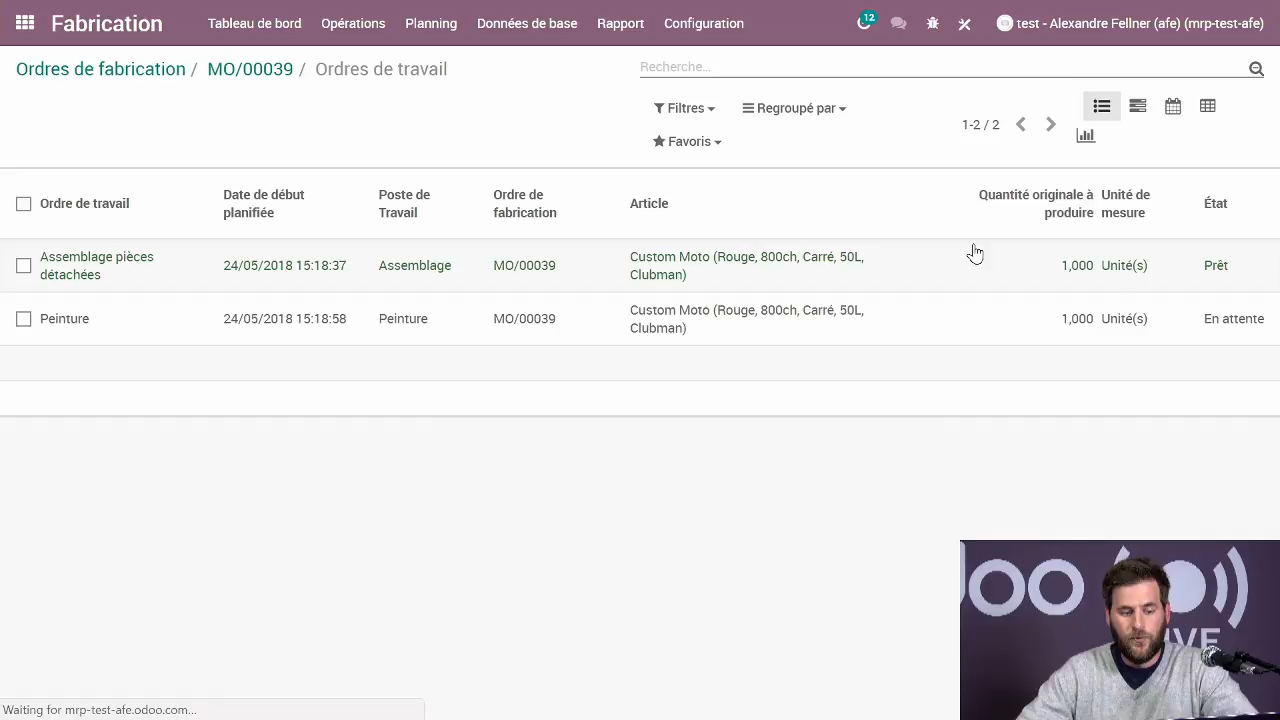 Fabrication Tableau de bord Opérations Planning Données de base Rapport Configuration 12 test - Alexandre Fellner (afe) (mrp-test-afe)
Ordres de fabrication / MO/00039 / Ordres de travail
Recherche...
Filtres Regroupé par
1-2 / 2
Favoris
Ordre de travail Date de début planifiée Poste de Travail Ordre de fabrication Article Quantité originale à produire Unité de mesure État
Assemblage pièces détachées 24/05/2018 15:18:37 Assemblage MO/00039 Custom Moto (Rouge, 800ch, Carré, 50L, Clubman) 1,000 Unité(s) Prêt
Peinture 24/05/2018 15:18:58 Peinture MO/00039 Custom Moto (Rouge, 800ch, Carré, 50L, Clubman) 1,000 Unité(s) En attente
Waiting for mrp-test-afe.odoo.com...